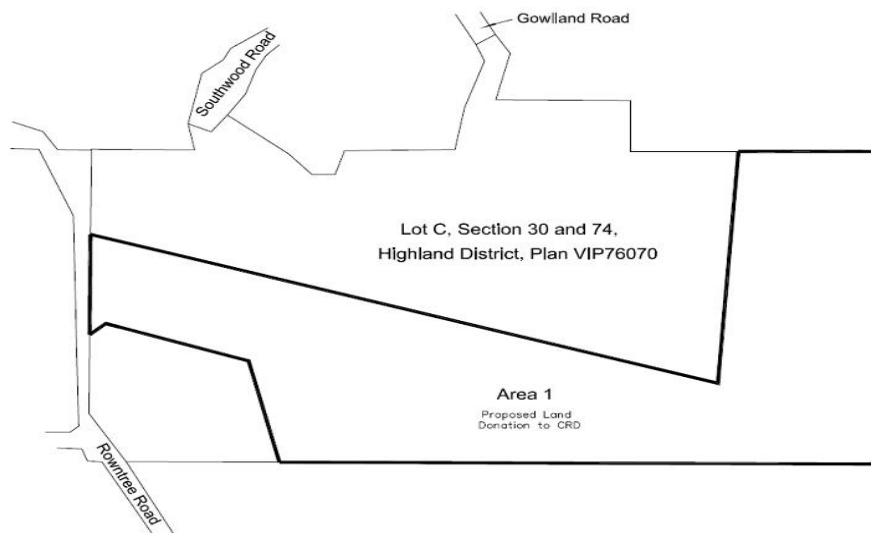 Gowlland Road
Southwood Road
Lot C, Section 30 and 74,
Highland District, Plan VIP76070
Area 1
Proposed Land
Donation to CRD
Rowntree Road